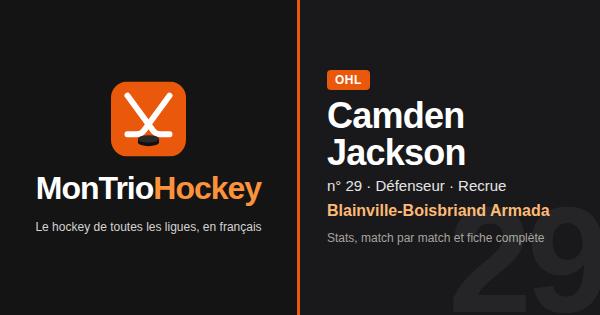 MonTrioHockey
Le hockey de toutes les ligues, en français
OHL
Camden
Jackson
n° 29 · Défenseur · Recrue
Blainville-Boisbriand Armada
Stats, match par match et fiche complète
29